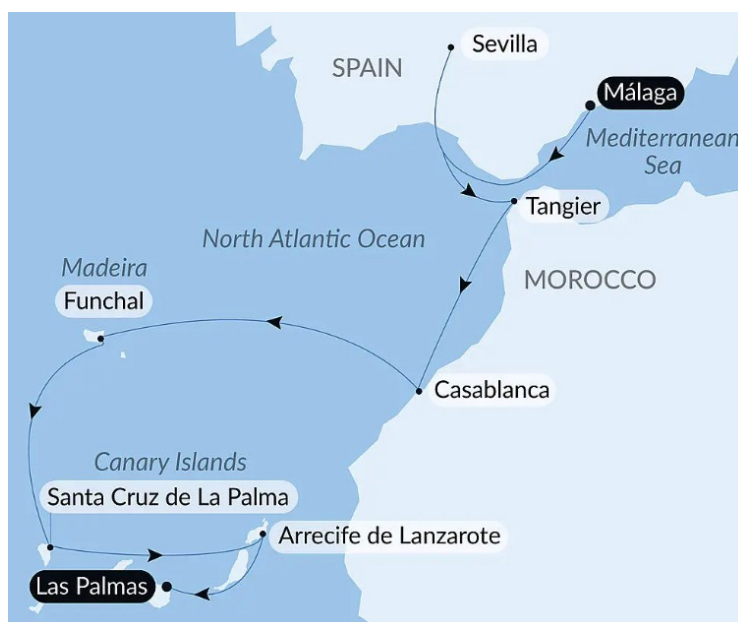 Sevilla
SPAIN
Málaga
Mediterranean
Sea
Tangier
North Atlantic Ocean
Madeira
MOROCCO
Funchal
Casablanca
Canary Islands
Santa Cruz de La Palma
Arrecife de Lanzarote
Las Palmas